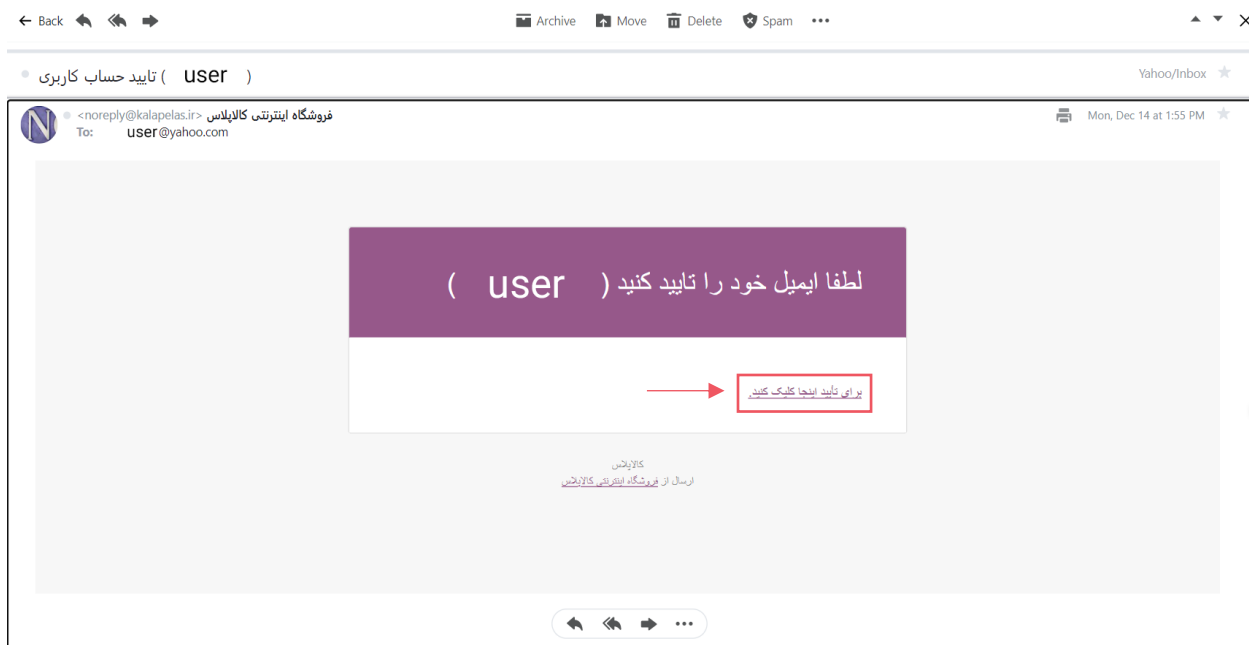 Back
Archive Move Delete Spam
تایید حساب کاربری ( user )
Yahoo/Inbox
فروشگاه اینترنتی کالاپلاس <noreply@kalapelas.ir>
Mon, Dec 14 at 1:55 PM
To: user@yahoo.com
N
لطفا ایمیل خود را تایید کنید ( user )
برای تأیید اینجا کلیک کنید.
کالاپلاس
ارسال از فروشگاه اینترنتی کالاپلاس